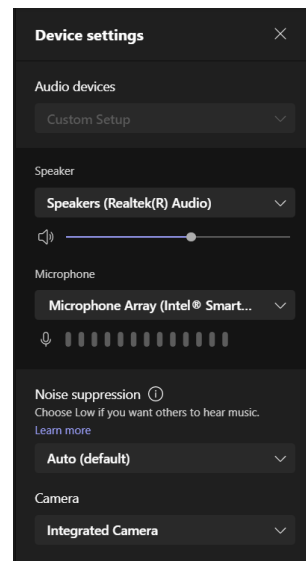 Device settings
Audio devices
Custom Setup
Speaker
Speakers (Realtek(R) Audio)
Microphone
Microphone Array (Intel® Smart...
Noise suppression
Choose Low if you want others to hear music.
Learn more
Auto (default)
Camera
Integrated Camera